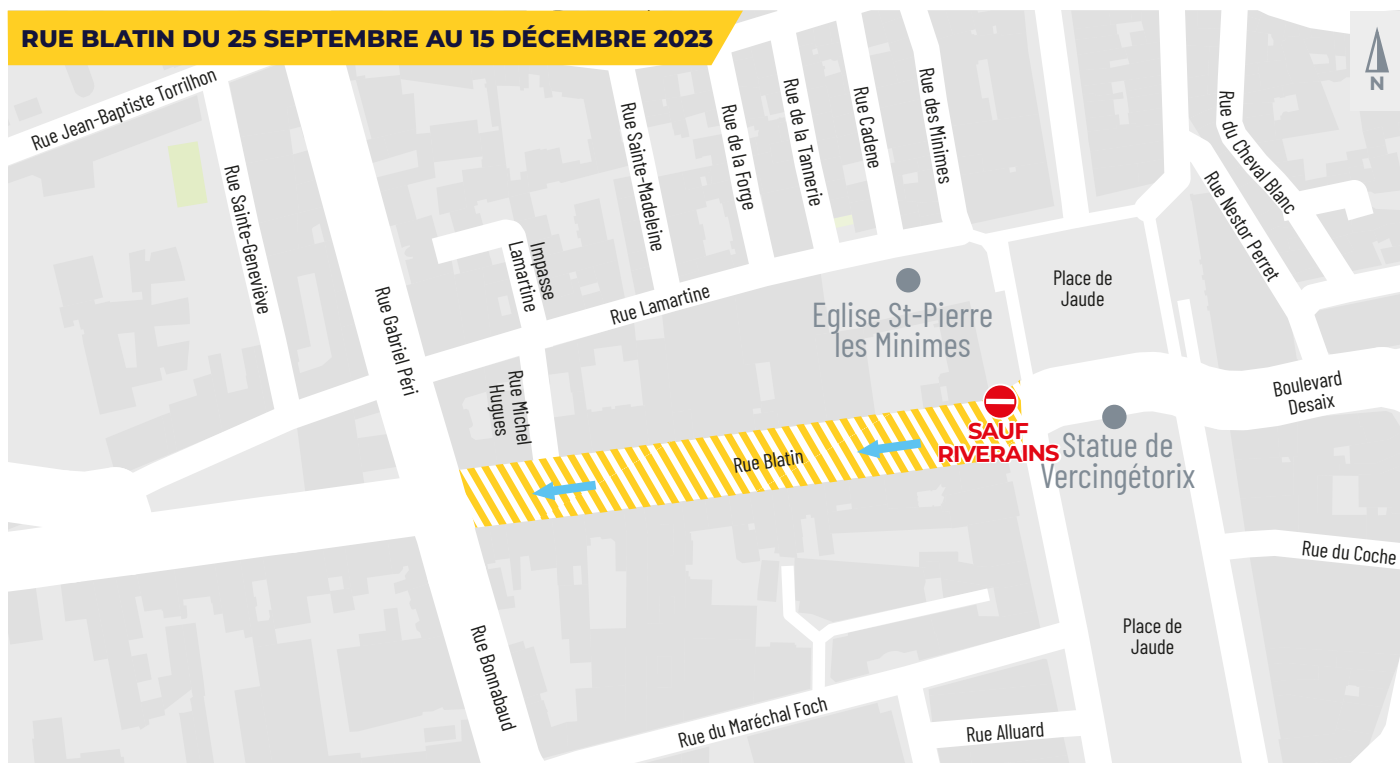 RUE BLATIN DU 25 SEPTEMBRE AU 15 DÉCEMBRE 2023
N
Rue Jean-Baptiste Torrilhon
Rue Sainte-Geneviève
Rue Gabriel Péri
Impasse
Lamartine
Rue Sainte-Madeleine
Rue de la Forge
Rue de la Tannerie
Rue Cadene
Rue des Minimes
Rue du Cheval Blanc
Rue Nestor Perret
Place de
Jaude
Rue Lamartine
Eglise St-Pierre
les Minimes
Rue Michel
Hugues
Boulevard
Desaix
SAUF
RIVERAINS
Rue Blatin
Statue de
Vercingétorix
Rue du Coche
Place de
Jaude
Rue Bonnabaud
Rue du Maréchal Foch
Rue Alluard